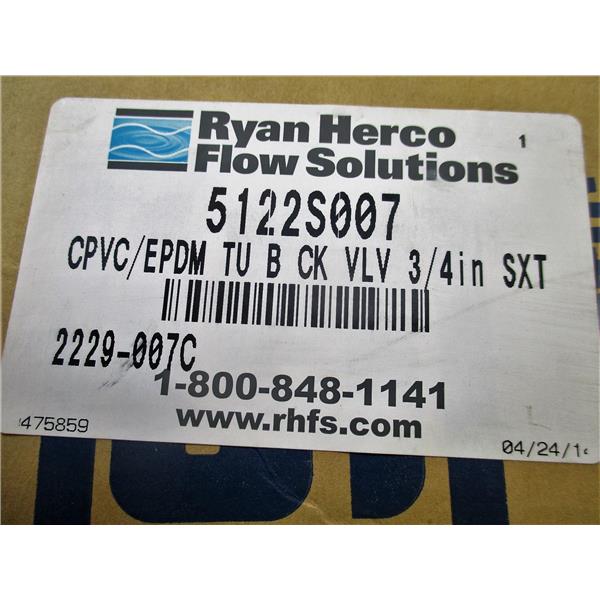 Ryan Herco 1
Flow Solutions
5122S007
CPVC/EPDM TU B CK VLV 3/4in SXT
2229-007C
1-800-848-1141
www.rhfs.com
475859